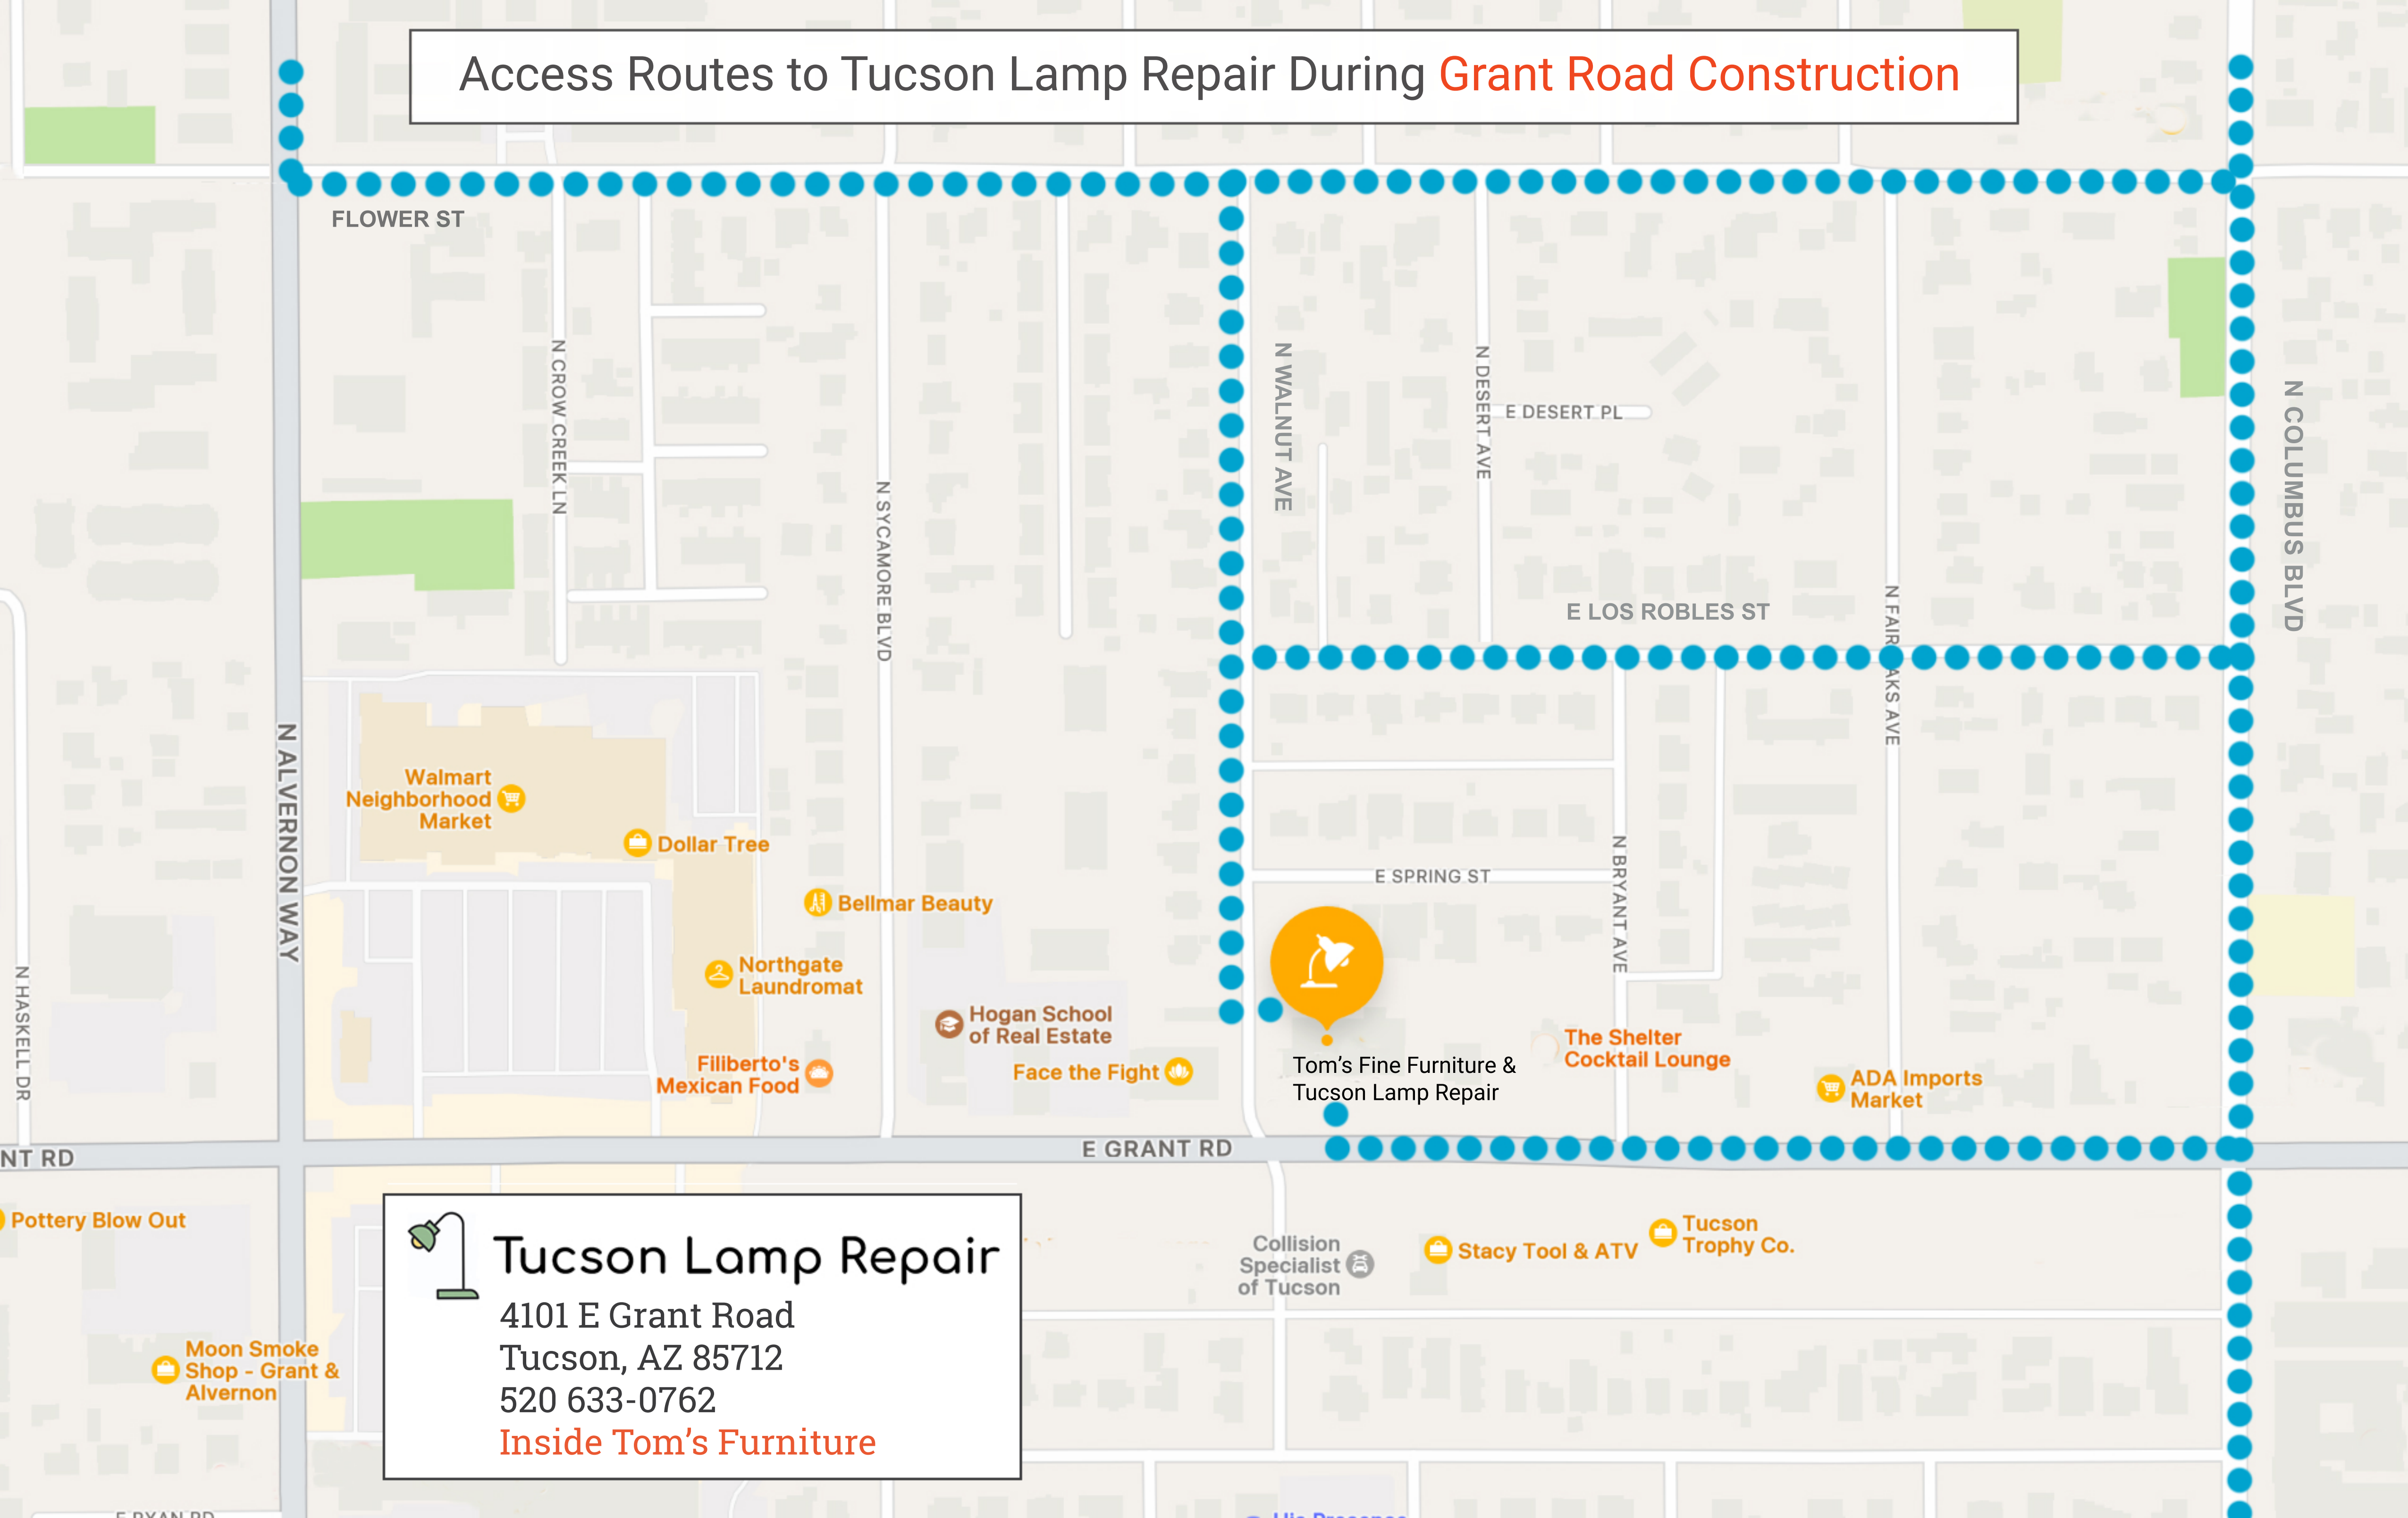 Access Routes to Tucson Lamp Repair During Grant Road Construction
FLOWER ST
N CROW CREEK LN
N SYCAMORE BLVD
N WALNUT AVE
N DESERT AVE
E DESERT PL
N COLUMBUS BLVD
E LOS ROBLES ST
N ALVERNON WAY
Walmart
Neighborhood
Market
Dollar Tree
Bellmar Beauty
E SPRING ST
N BRYANT AVE
N HASKELL DR
Northgate
Laundromat
Hogan School
of Real Estate
Filiberto's
Mexican Food
Face the Fight
Tom's Fine Furniture &
Tucson Lamp Repair
The Shelter
Cocktail Lounge
ADA Imports
Market
NT RD
E GRANT RD
Pottery Blow Out
Collision
Specialist
of Tucson
Stacy Tool & ATV
Tucson
Trophy Co.
Moon Smoke
Shop - Grant &
Alvernon
Tucson Lamp Repair
4101 E Grant Road
Tucson, AZ 85712
520 633-0762
Inside Tom's Furniture